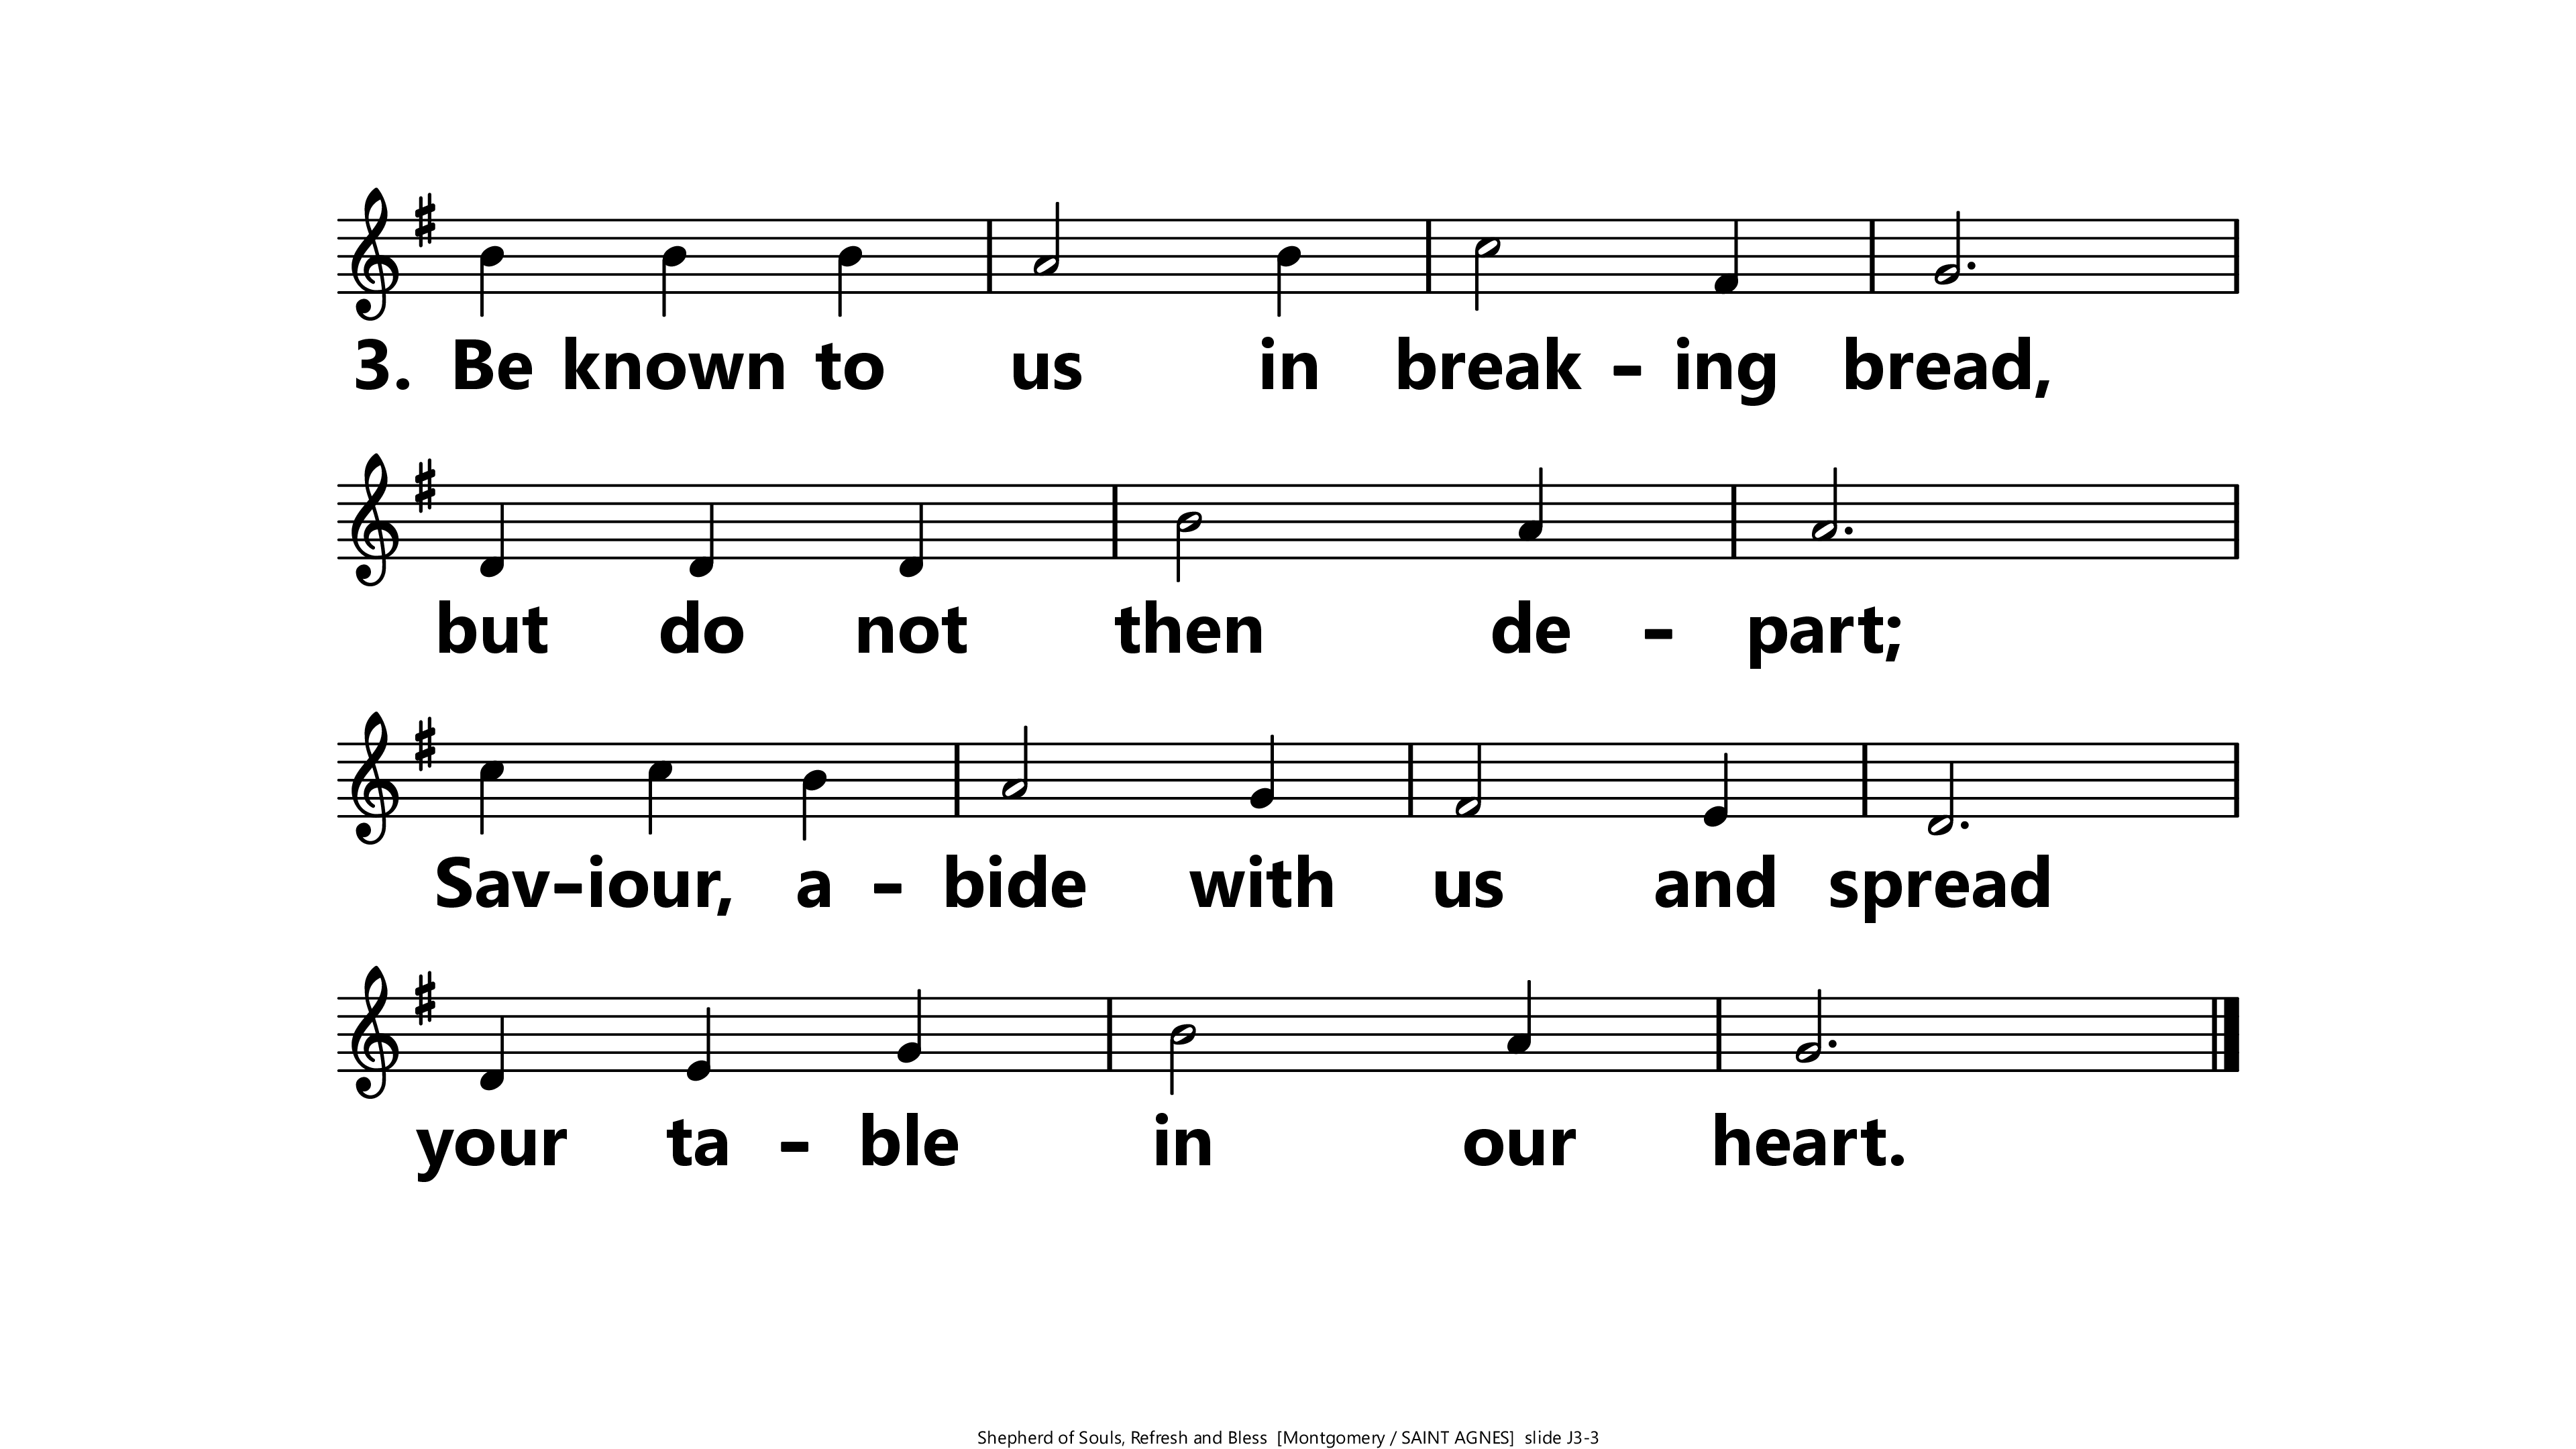 3. Be known to us in break - ing bread,
but do not then de - part;
Sav-iour, a - bide with us and spread
your ta - ble in our heart.
Shepherd of Souls, Refresh and Bless [Montgomery / SAINT AGNES] slide J3-3